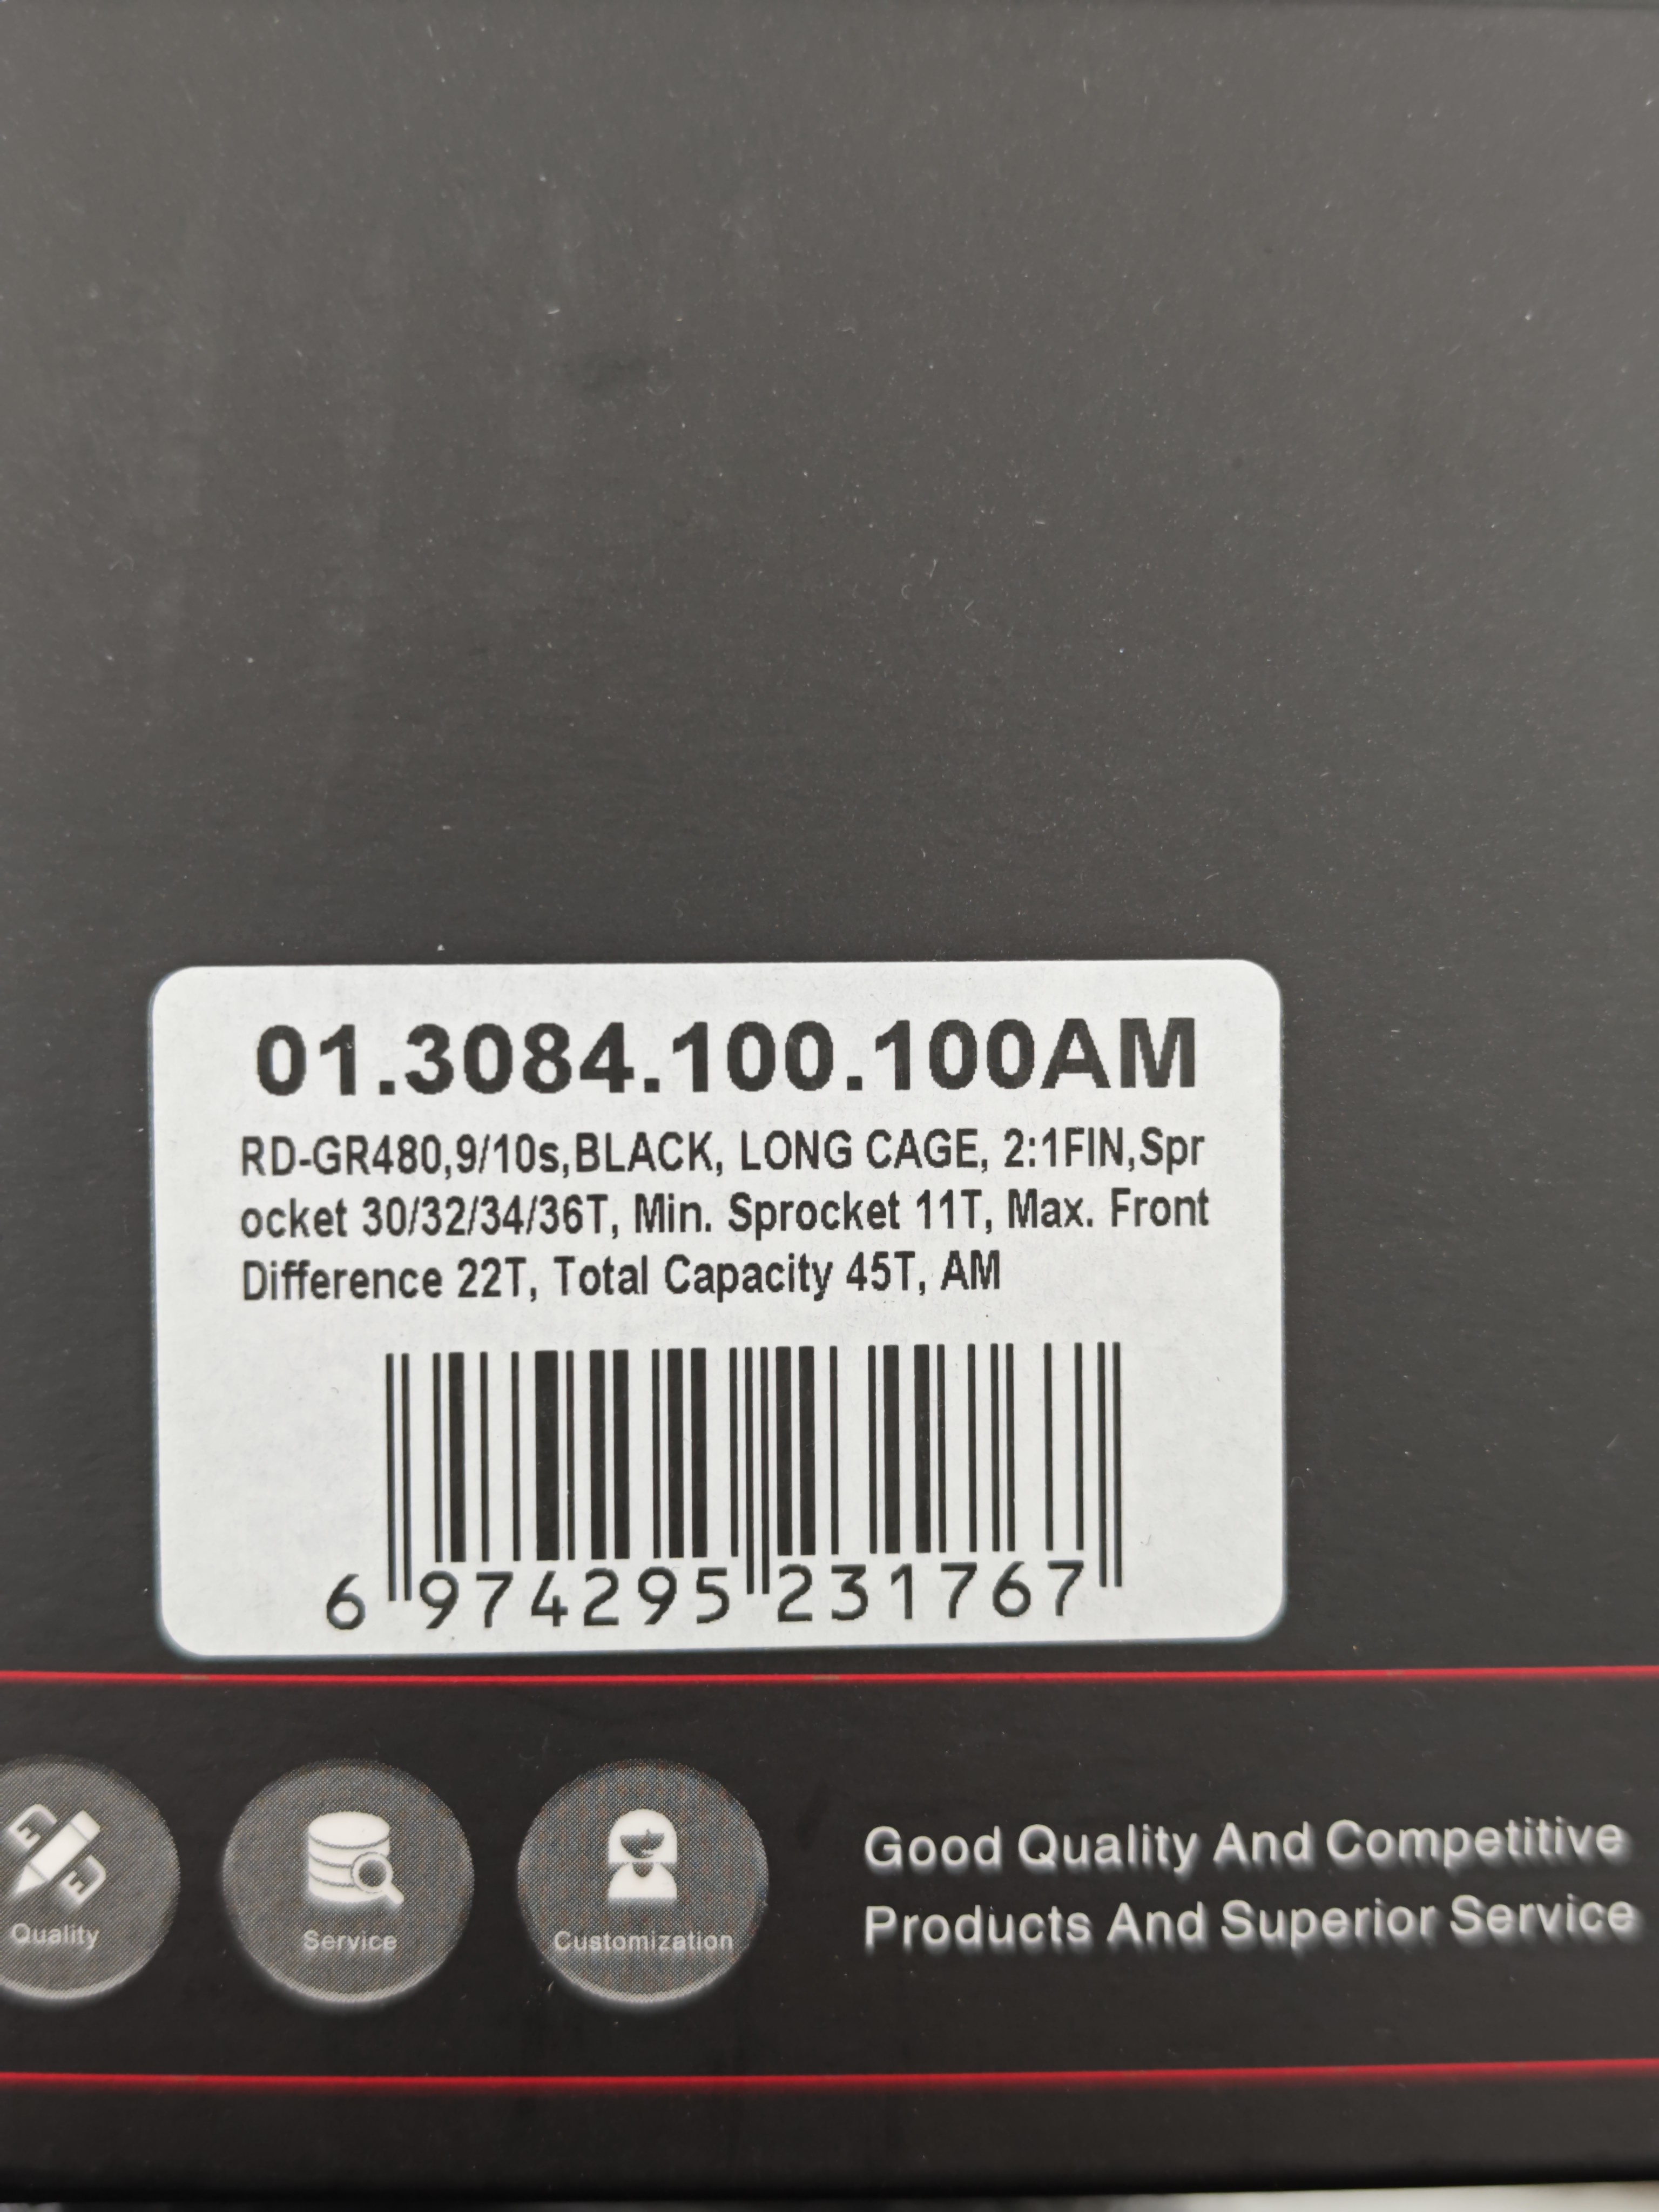 01.3084.100.100AM
RD-GR480,9/10s,BLACK, LONG CAGE, 2:1FIN,Spr
ocket 30/32/34/36T, Min. Sprocket 11T, Max. Front
Difference 22T, Total Capacity 45T, AM
6 974295 231767
Quality
Service
Customization
Good Quality And Competitive
Products And Superior Service